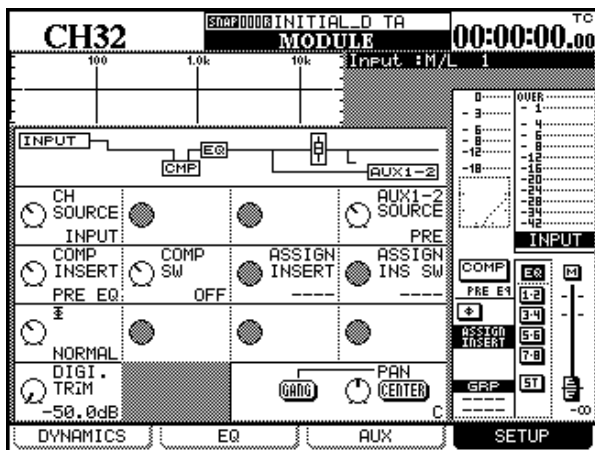 CH32
SNAP0000 INITIAL_D TA
MODULE
TC
00:00:00.00
100 1.0k 10k
Input :M/L 1
INPUT
EQ
CMP
AUX1-2
CH SOURCE
INPUT
AUX1-2 SOURCE
PRE
COMP INSERT
PRE EQ
COMP SW
OFF
ASSIGN INSERT
----
ASSIGN INS SW
----
Φ
NORMAL
DIGI. TRIM
-50.0dB
GANG
PAN
CENTER
C
0
- 3
- 6
- 8
-12
-18
OVER
- 1
- 4
- 6
- 8
-12
-16
-20
-24
-28
-34
-42
INPUT
COMP
PRE EQ
Φ
ASSIGN INSERT
----
GRP
----
----
EQ
1-2
3-4
5-6
7-8
ST
M
-∞
DYNAMICS
EQ
AUX
SETUP